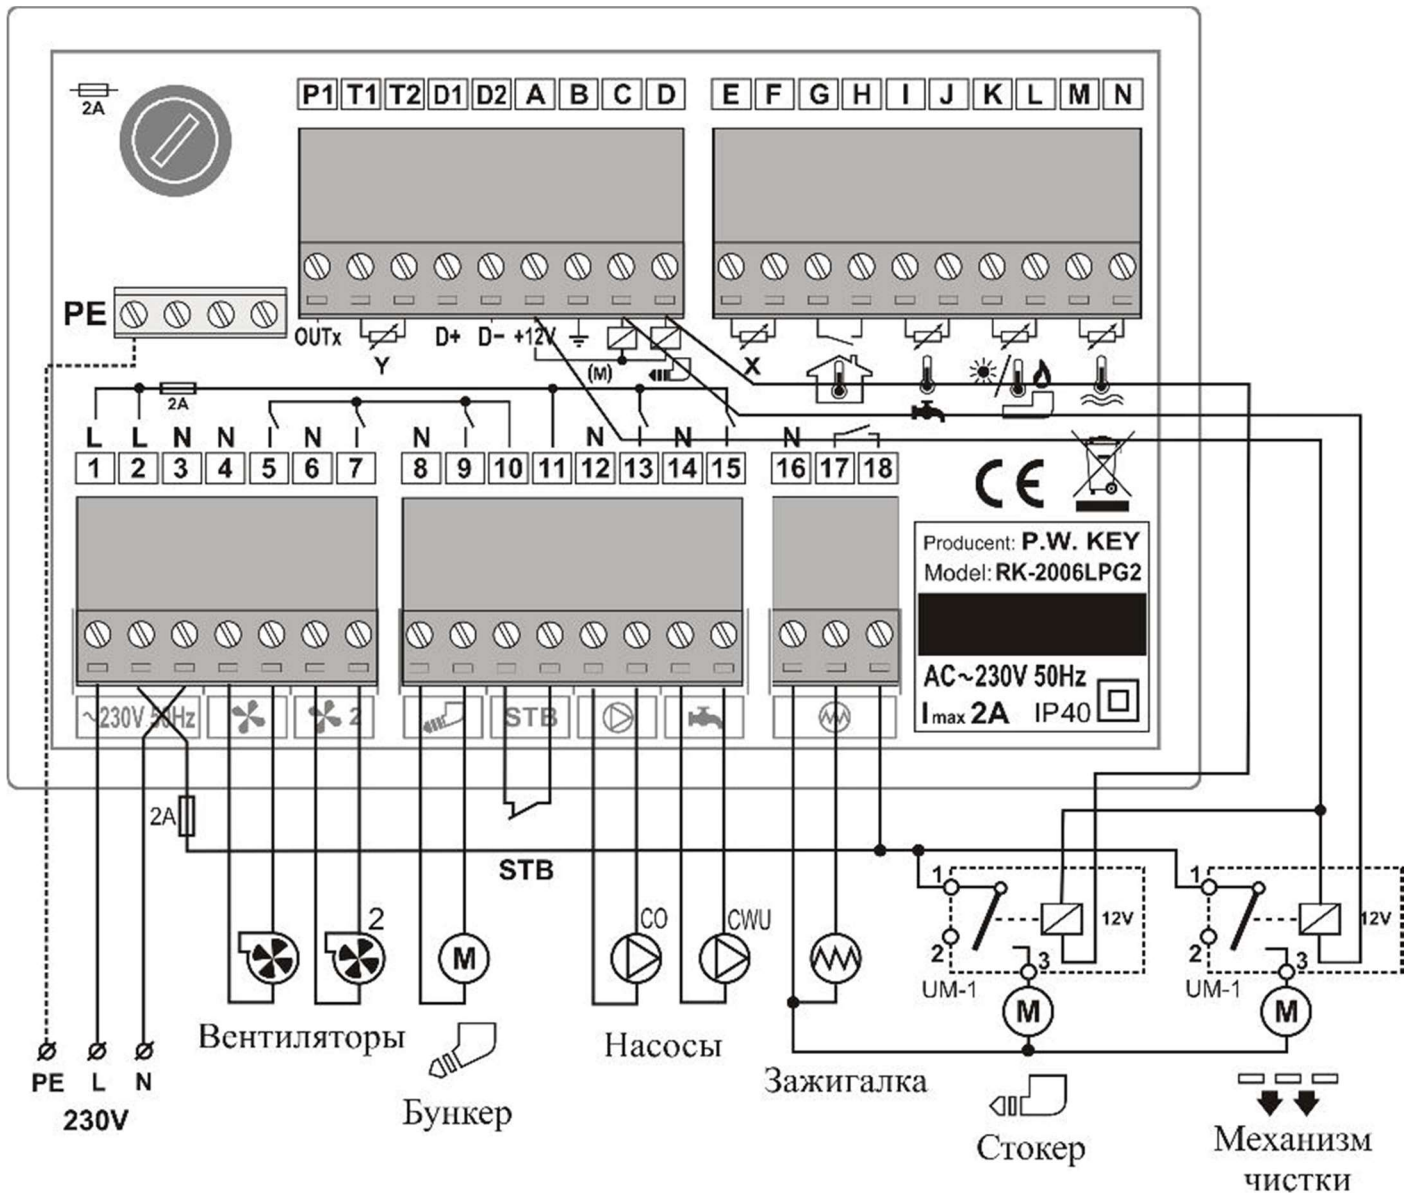 2A
P1 T1 T2 D1 D2 A B C D E F G H I J K L M N
PE
OUTx Y D+ D- +12V (M) X
2A
L L N N N N N N N
1 2 3 4 5 6 7 8 9 10 11 12 13 14 15 16 17 18
CE
Producent: P.W. KEY
Model: RK-2006LPG2
AC~230V 50Hz
Imax 2A IP40
~230V 50Hz 2 STB
2A
STB
1 12V 1 12V
2 CO CWU
M 2 3 2 3
UM-1 UM-1
M M
Вентиляторы
Насосы
Зажигалка
PE L N
230V
Бункер
Стокер
Механизм
чистки